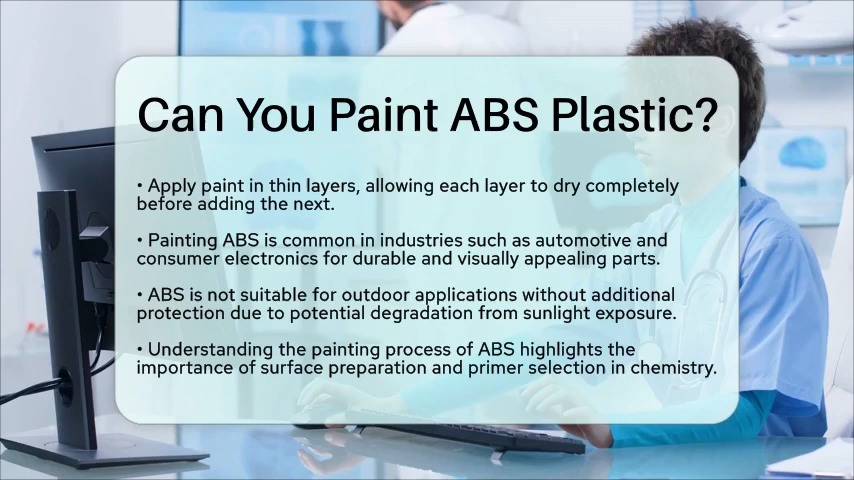 Can You Paint ABS Plastic?
• Apply paint in thin layers, allowing each layer to dry completely
before adding the next.
• Painting ABS is common in industries such as automotive and
consumer electronics for durable and visually appealing parts.
• ABS is not suitable for outdoor applications without additional
protection due to potential degradation from sunlight exposure.
• Understanding the painting process of ABS highlights the
importance of surface preparation and primer selection in chemistry.